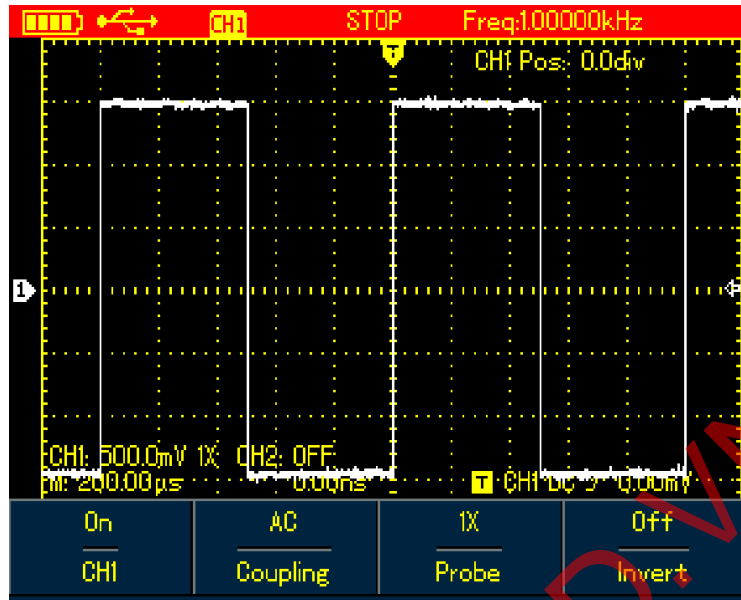 CH1 STOP Freq:1.00000kHz
T
CH1 Pos: 0.0div
1
CH1: 500.0mV 1X CH2: OFF
M: 200.00μs 0.00ns T CH1 DC 0.00mV
On AC 1X Off
CH1 Coupling Probe Invert